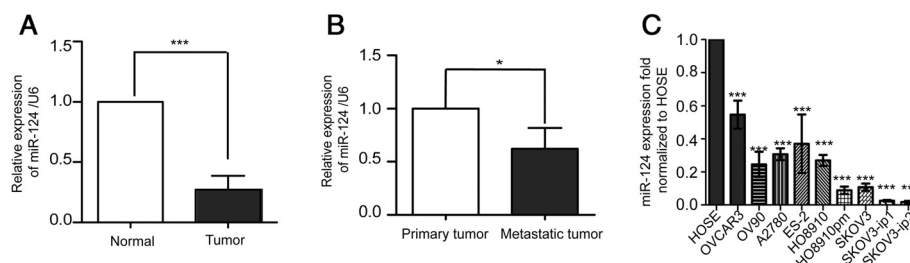 A
Relative expression
of miR-124 /U6
1.5
1.0
0.5
0.0
***
Normal
Tumor
B
Relative expression
of miR-124 /U6
1.5
1.0
0.5
0.0
*
Primary tumor
Metastatic tumor
C
miR-124 expression fold
normalized to HOSE
1.0
0.8
0.6
0.4
0.2
0.0
***
***
***
***
***
***
***
***
**
HOSE
OVCAR3
OV90
A2780
ES-2
HO8910
HO8910pm
SKOV3
SKOV3-ip1